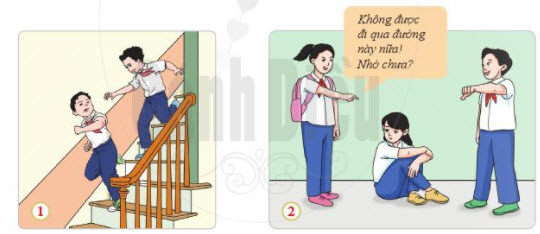 Không được
đi qua đường
này nữa!
Nhớ chưa?
1
2